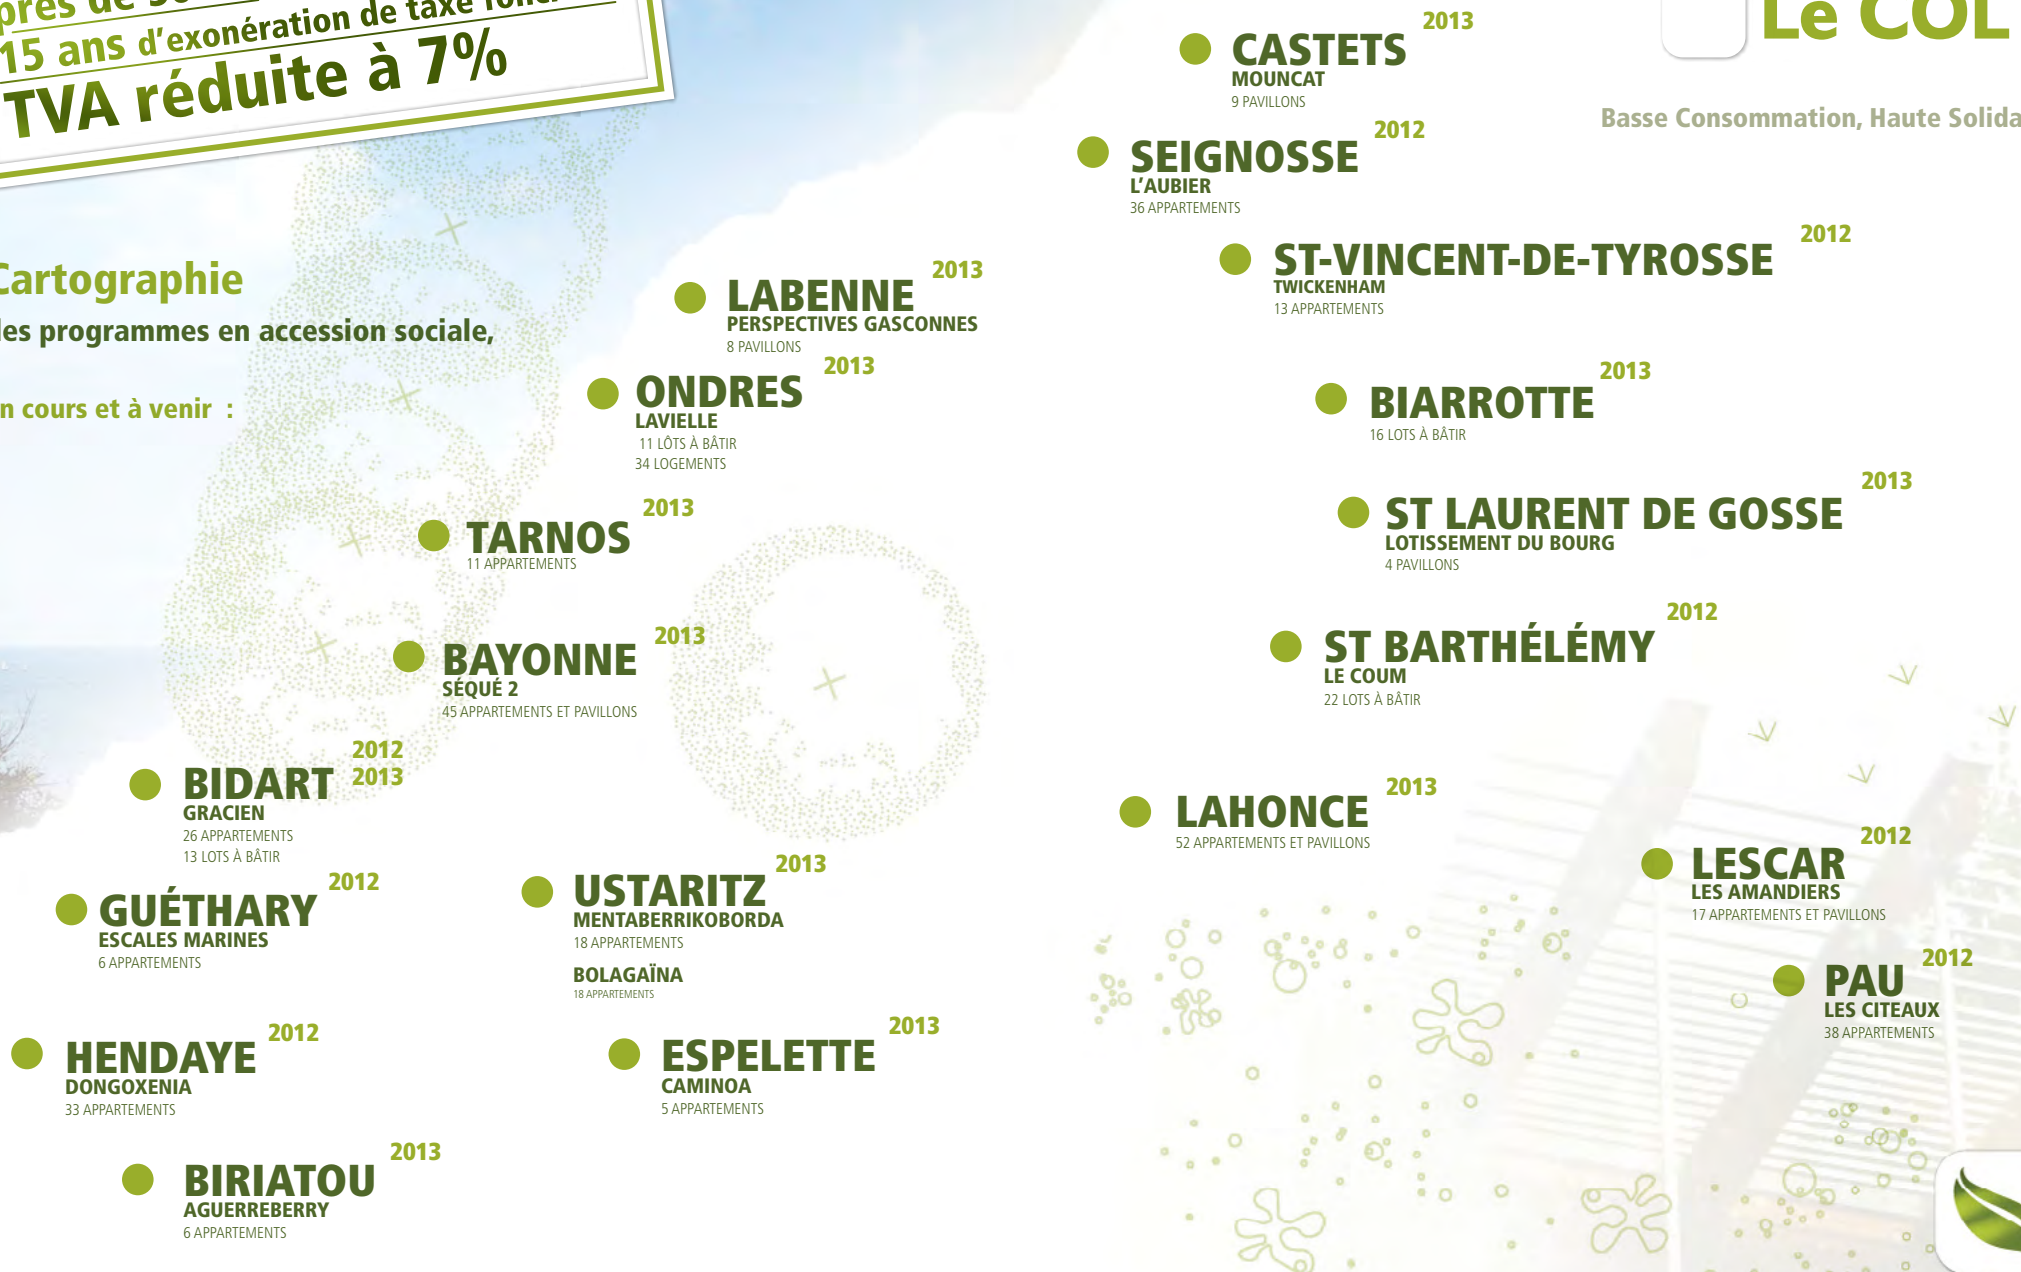 15 ans d'exonération de taxe
TVA réduite à 7%
Le COL
Basse Consommation, Haute
Cartographie
des programmes en accession sociale,
en cours et à venir :
2013
CASTETS
MOUNCAT
9 PAVILLONS
2012
SEIGNOSSE
L'AUBIER
36 APPARTEMENTS
2012
ST-VINCENT-DE-TYROSSE
TWICKENHAM
13 APPARTEMENTS
2013
LABENNE
PERSPECTIVES GASCONNES
8 PAVILLONS
2013
ONDRES
LAVIELLE
11 LÔTS À BÂTIR
34 LOGEMENTS
2013
BIARROTTE
16 LOTS À BÂTIR
2013
TARNOS
11 APPARTEMENTS
2013
ST LAURENT DE GOSSE
LOTISSEMENT DU BOURG
4 PAVILLONS
2013
BAYONNE
SÉQUÉ 2
45 APPARTEMENTS ET PAVILLONS
2012
ST BARTHÉLÉMY
LE COUM
22 LOTS À BÂTIR
2012
2013
BIDART
GRACIEN
26 APPARTEMENTS
13 LOTS À BÂTIR
2013
LAHONCE
52 APPARTEMENTS ET PAVILLONS
2012
LESCAR
LES AMANDIERS
17 APPARTEMENTS ET PAVILLONS
2012
GUÉTHARY
ESCALES MARINES
6 APPARTEMENTS
2013
USTARITZ
MENTABERRIKOBORDA
18 APPARTEMENTS
BOLAGAÏNA
18 APPARTEMENTS
2012
PAU
LES CITEAUX
38 APPARTEMENTS
2012
HENDAYE
DONGOXENIA
33 APPARTEMENTS
2013
ESPELETTE
CAMINOA
5 APPARTEMENTS
2013
BIRIATOU
AGUERREBERRY
6 APPARTEMENTS